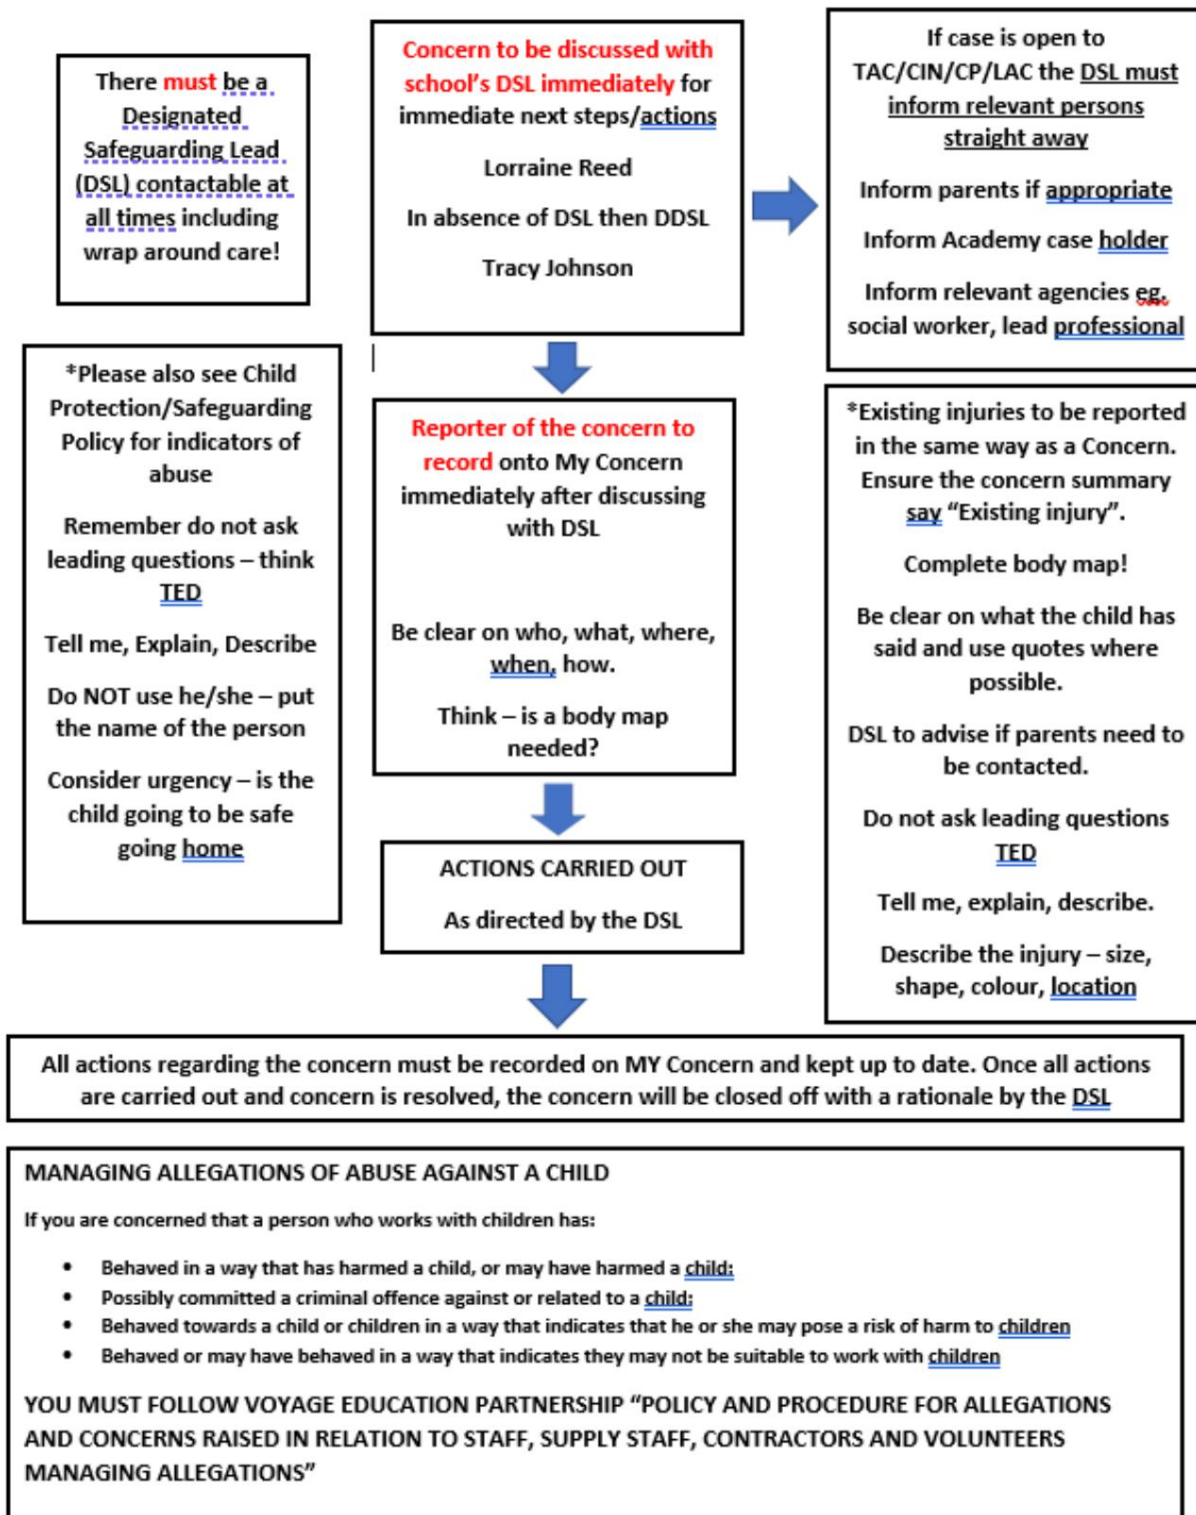 There must be a
Designated
Safeguarding Lead
(DSL) contactable at
all times including
wrap around care!
Concern to be discussed with
school's DSL immediately for
immediate next steps/actions
Lorraine Reed
In absence of DSL then DDSL
Tracy Johnson
If case is open to
TAC/CIN/CP/LAC the DSL must
inform relevant persons
straight away
Inform parents if appropriate
Inform Academy case holder
Inform relevant agencies eg.
social worker, lead professional
*Please also see Child
Protection/Safeguarding
Policy for indicators of
abuse
Remember do not ask
leading questions – think
TED
Tell me, Explain, Describe
Do NOT use he/she – put
the name of the person
Consider urgency – is the
child going to be safe
going home
Reporter of the concern to
record onto My Concern
immediately after discussing
with DSL
Be clear on who, what, where,
when, how.
Think – is a body map
needed?
*Existing injuries to be reported
in the same way as a Concern.
Ensure the concern summary
say “Existing injury”.
Complete body map!
Be clear on what the child has
said and use quotes where
possible.
DSL to advise if parents need to
be contacted.
Do not ask leading questions
TED
Tell me, explain, describe.
Describe the injury – size,
shape, colour, location
ACTIONS CARRIED OUT
As directed by the DSL
All actions regarding the concern must be recorded on MY Concern and kept up to date. Once all actions
are carried out and concern is resolved, the concern will be closed off with a rationale by the DSL
MANAGING ALLEGATIONS OF ABUSE AGAINST A CHILD
If you are concerned that a person who works with children has:
• Behaved in a way that has harmed a child, or may have harmed a child;
• Possibly committed a criminal offence against or related to a child;
• Behaved towards a child or children in a way that indicates that he or she may pose a risk of harm to children
• Behaved or may have behaved in a way that indicates they may not be suitable to work with children
YOU MUST FOLLOW VOYAGE EDUCATION PARTNERSHIP “POLICY AND PROCEDURE FOR ALLEGATIONS
AND CONCERNS RAISED IN RELATION TO STAFF, SUPPLY STAFF, CONTRACTORS AND VOLUNTEERS
MANAGING ALLEGATIONS”